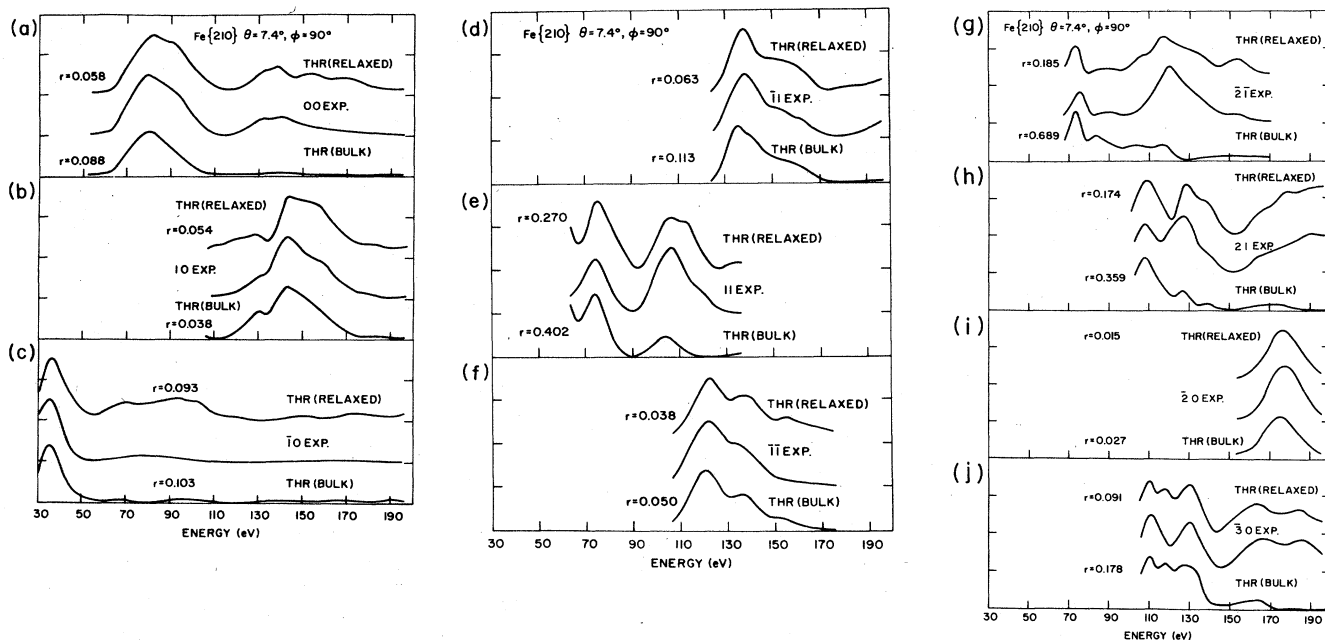 (a)
Fe{210} θ=7.4°, ϕ=90°
THR(RELAXED)
r=0.058
00 EXP.
THR(BULK)
r=0.088
(b)
THR(RELAXED)
r=0.054
10 EXP.
THR(BULK)
r=0.038
(c)
r=0.093
THR(RELAXED)
1̄0 EXP.
r=0.103
THR(BULK)
30 50 70 90 110 130 150 170 190
ENERGY (eV)
(d)
Fe{210} θ=7.4°, ϕ=90°
THR(RELAXED)
r=0.063
1̄1 EXP.
THR(BULK)
r=0.113
(e)
r=0.270
THR(RELAXED)
11 EXP.
r=0.402
THR(BULK)
(f)
r=0.038
THR(RELAXED)
1̄1̄ EXP.
r=0.050
THR(BULK)
30 50 70 90 110 130 150 170 190
ENERGY (eV)
(g)
Fe{210} θ=7.4°, ϕ=90°
THR(RELAXED)
r=0.185
2̄1̄ EXP.
r=0.689
THR(BULK)
(h)
THR(RELAXED)
r=0.174
21 EXP.
r=0.359
THR(BULK)
(i)
r=0.015
THR(RELAXED)
2̄0 EXP.
r=0.027
THR(BULK)
(j)
r=0.091
THR(RELAXED)
3̄0 EXP.
r=0.178
THR(BULK)
30 50 70 90 110 130 150 170 190
ENERGY (eV)